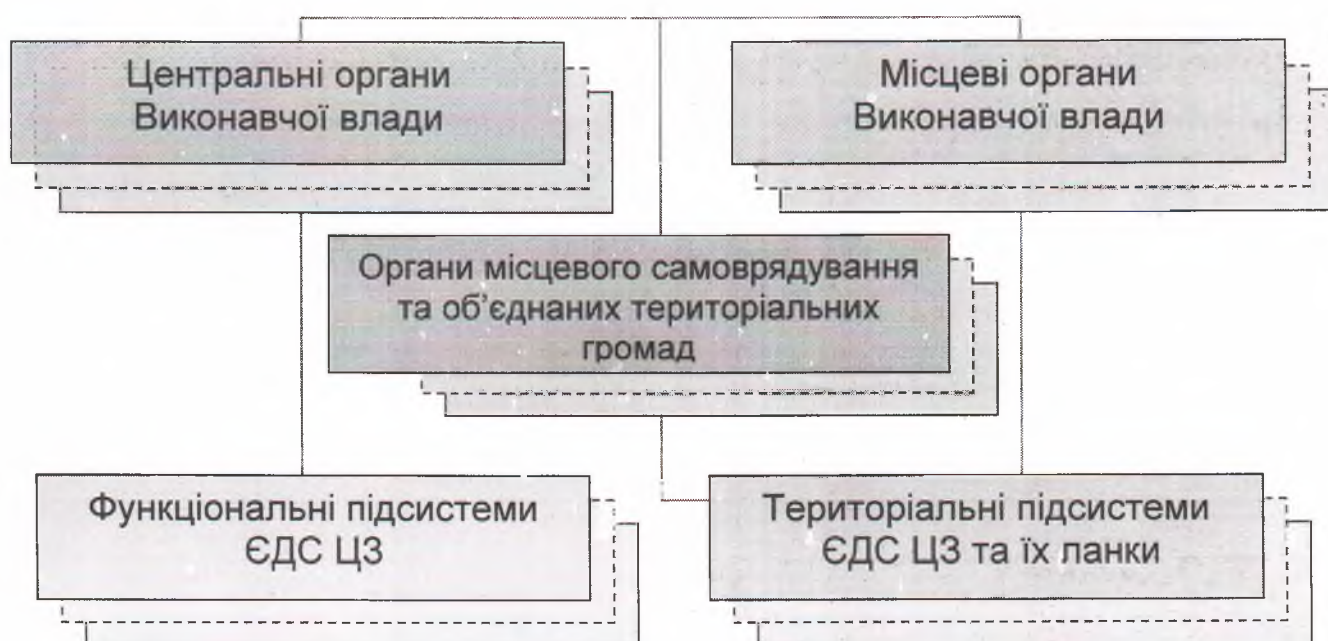 Центральні органи
Виконавчої влади
Місцеві органи
Виконавчої влади
Органи місцевого самоврядування
та об’єднаних територіальних
громад
Функціональні підсистеми
ЄДС ЦЗ
Територіальні підсистеми
ЄДС ЦЗ та їх ланки